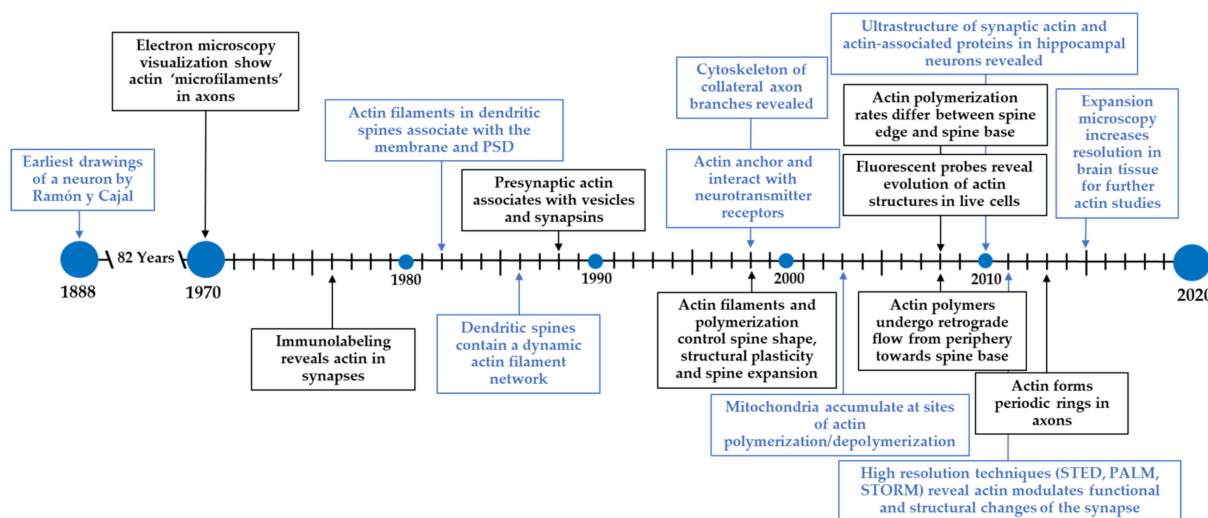 Electron microscopy
visualization show
actin ‘microfilaments’
in axons
Ultrastructure of synaptic actin and
actin-associated proteins in hippocampal
neurons revealed
Cytoskeleton of
collateral axon
branches revealed
Actin filaments in dendritic
spines associate with the
membrane and PSD
Actin polymerization
rates differ between spine
edge and spine base
Expansion
microscopy
increases
resolution in
brain tissue
for further
actin studies
Earliest drawings
of a neuron by
Ramón y Cajal
Presynaptic actin
associates with vesicles
and synapsins
Actin anchor and
interact with
neurotransmitter
receptors
Fluorescent probes reveal
evolution of actin
structures in live cells
82 Years
1888
1970
1980
1990
2000
2010
2020
Immunolabeling
reveals actin in
synapses
Dendritic spines
contain a dynamic
actin filament
network
Actin filaments and
polymerization
control spine shape,
structural plasticity
and spine expansion
Actin polymers
undergo retrograde
flow from periphery
towards spine base
Mitochondria accumulate at sites
of actin
polymerization/depolymerization
Actin forms
periodic rings in
axons
High resolution techniques (STED, PALM,
STORM) reveal actin modulates functional
and structural changes of the synapse